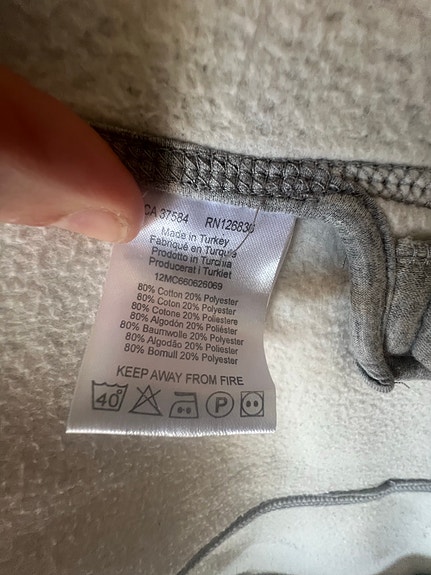 CA 37584 RN126830
Made in Turkey
Fabriqué en Turquie
Prodotto in Turchia
Producerat i Turkiet
12MC660626069
80% Cotton 20% Polyester
80% Coton 20% Polyester
80% Cotone 20% Poliestere
80% Algodón 20% Poliéster
80% Baumwolle 20% Polyester
80% Algodão 20% Polyester
80% Bomull 20% Polyester
KEEP AWAY FROM FIRE
40° P